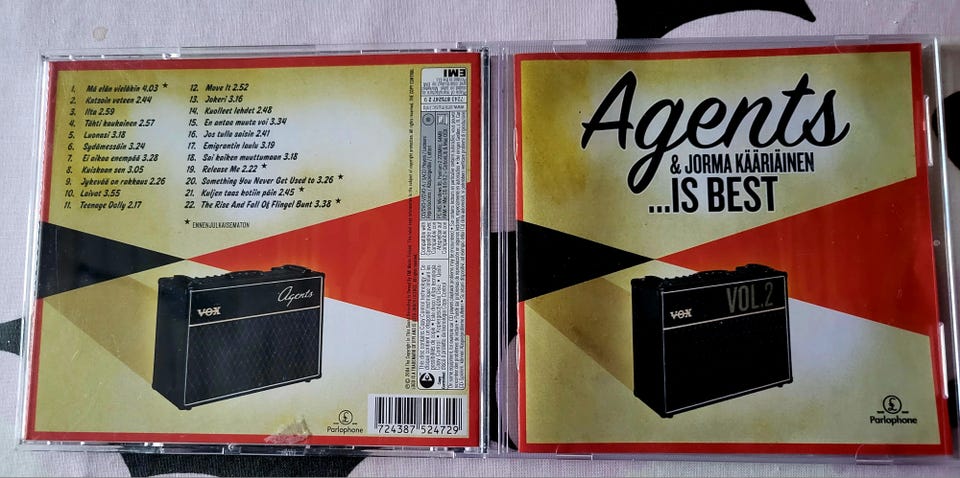 1. Mä elän vieläkin 4.03 ★
2. Katsoin veteen 2.44
3. Ilta 2.59
4. Tähti kaukainen 2.57
5. Luonasi 3.18
6. Sydämessäin 3.24
7. Ei aikaa enempää 3.28
8. Kuiskaan sen 3.05
9. Jykevää on rakkaus 2.26
10. Laivat 3.55
11. Teenage Dolly 2.17
12. Move It 2.52
13. Jokeri 3.16
14. Kuolleet lehdet 2.48
15. En antaa muuta voi 3.34
16. Jos tulla saisin 2.41
17. Emigrantin laulu 3.19
18. Sai kaiken muuttumaan 3.18
19. Release Me 2.22 ★
20. Something You Never Get Used to 3.26 ★
21. Kuljen taas kotiin päin 2.45 ★
22. The Rise And Fall Of Flingel Bunt 3.38 ★
★ ENNENJULKAISEMATON
EMI
VOX
Agents
Parlophone
724387 524729
Agents
& JORMA KÄÄRIÄINEN
...IS BEST
VOL.2
VOX
Parlophone